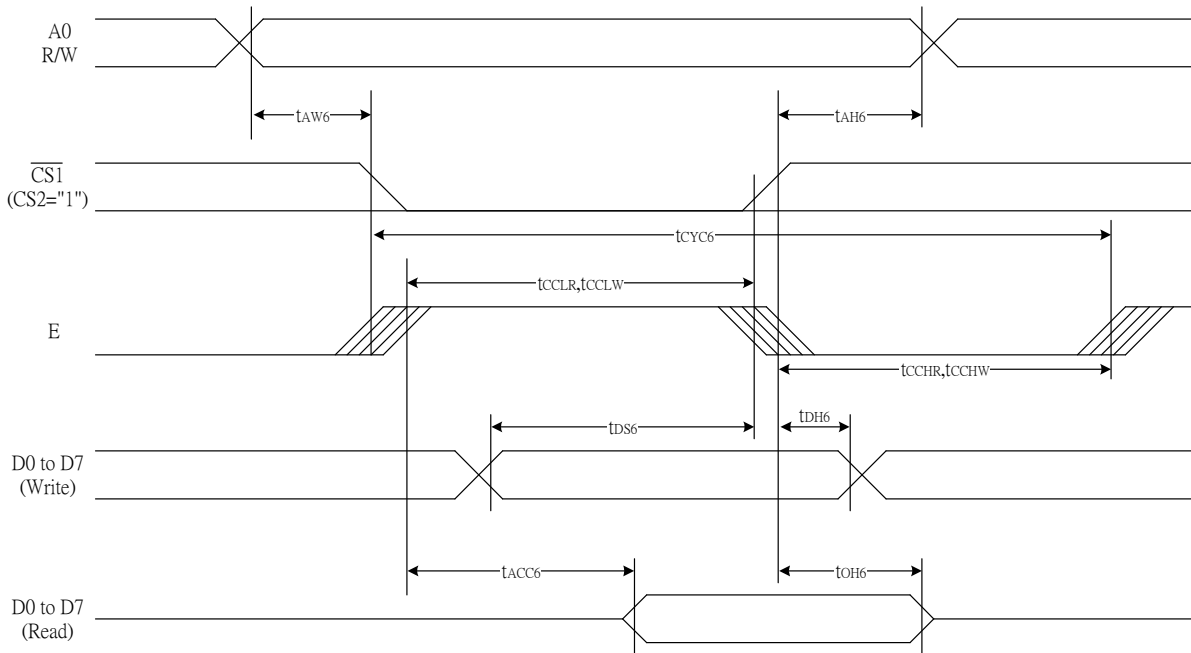 A0
R/W
tAW6
tAH6
CS1
(CS2="1")
tCYC6
tCCLR,tCCLW
E
tCCHR,tCCHW
tDS6
tDH6
D0 to D7
(Write)
tACC6
tOH6
D0 to D7
(Read)